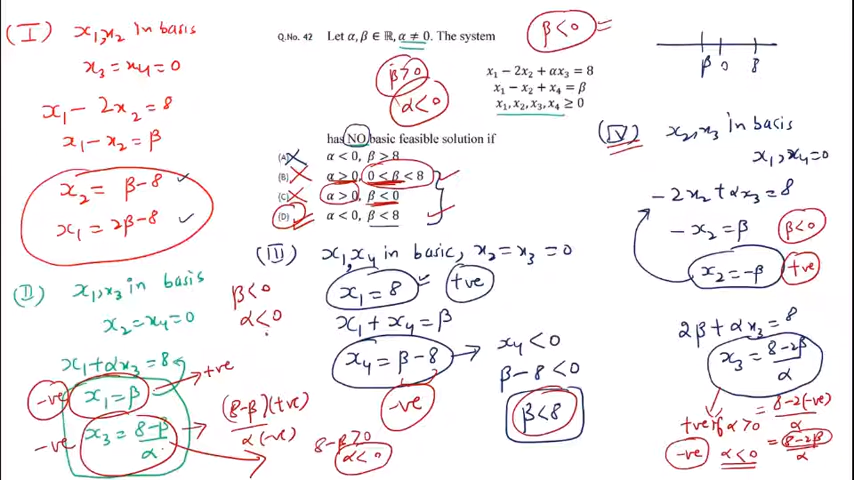 (I) x₁,x₂ in basis
x₃ = x₄ = 0
x₁ − 2x₂ = 8
x₁ − x₂ = β
x₂ = β−8 ✓
x₁ = 2β−8 ✓
(II) x₁,x₃ in basis
x₂ = x₄ = 0
x₁ + αx₃ = 8
-ve x₁ = β → +ve
-ve x₃ = (8−β)/α → (8−β)(+ve)/α(−ve)
β<0
α<0
8−β>0
α<0
Q.No. 42 Let α, β ∈ ℝ, α ≠ 0. The system
β<0 =
β>0
α<0
x₁ − 2x₂ + αx₃ = 8
x₁ − x₂ + x₄ = β
x₁, x₂, x₃, x₄ ≥ 0
has NO basic feasible solution if
(A) α < 0, β > 8
(B) α > 0, 0 < β < 8
(C) α > 0, β < 0
(D) α < 0, β < 8
(III) x₁,x₄ in basic, x₂ = x₃ = 0
x₁ = 8 ✓ +ve
x₁ + x₄ = β
x₄ = β−8 → x₄ < 0
-ve
β−8 < 0
β<8
β 0 8
(IV) x₂,x₃ in basis
x₁,x₄=0
−2x₂ + αx₃ = 8
−x₂ = β β<0
x₂ = −β +ve
2β + αx₃ = 8
x₃ = (8−2β)/α
+ve if α>0 = (8−2(−ve))/α
-ve α<0 = (8−2β)/α